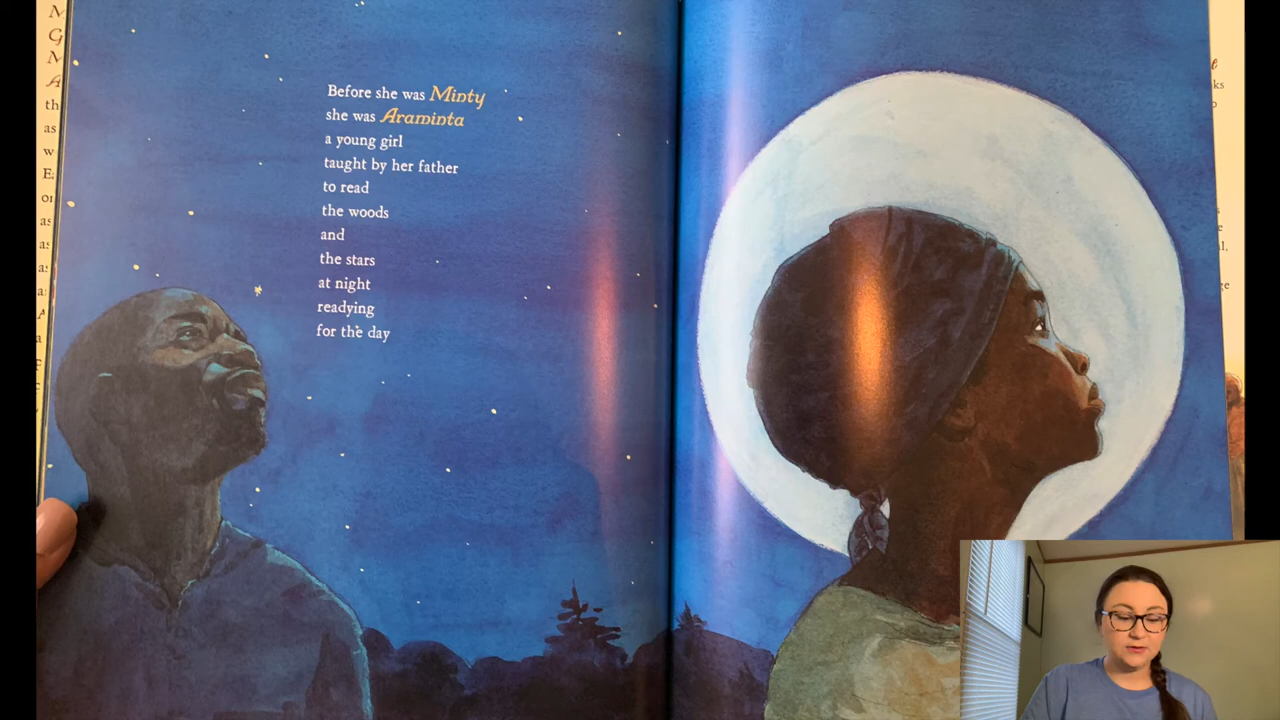 Before she was Minty
she was Araminta
a young girl
taught by her father
to read
the woods
and
the stars
at night
readying
for the day